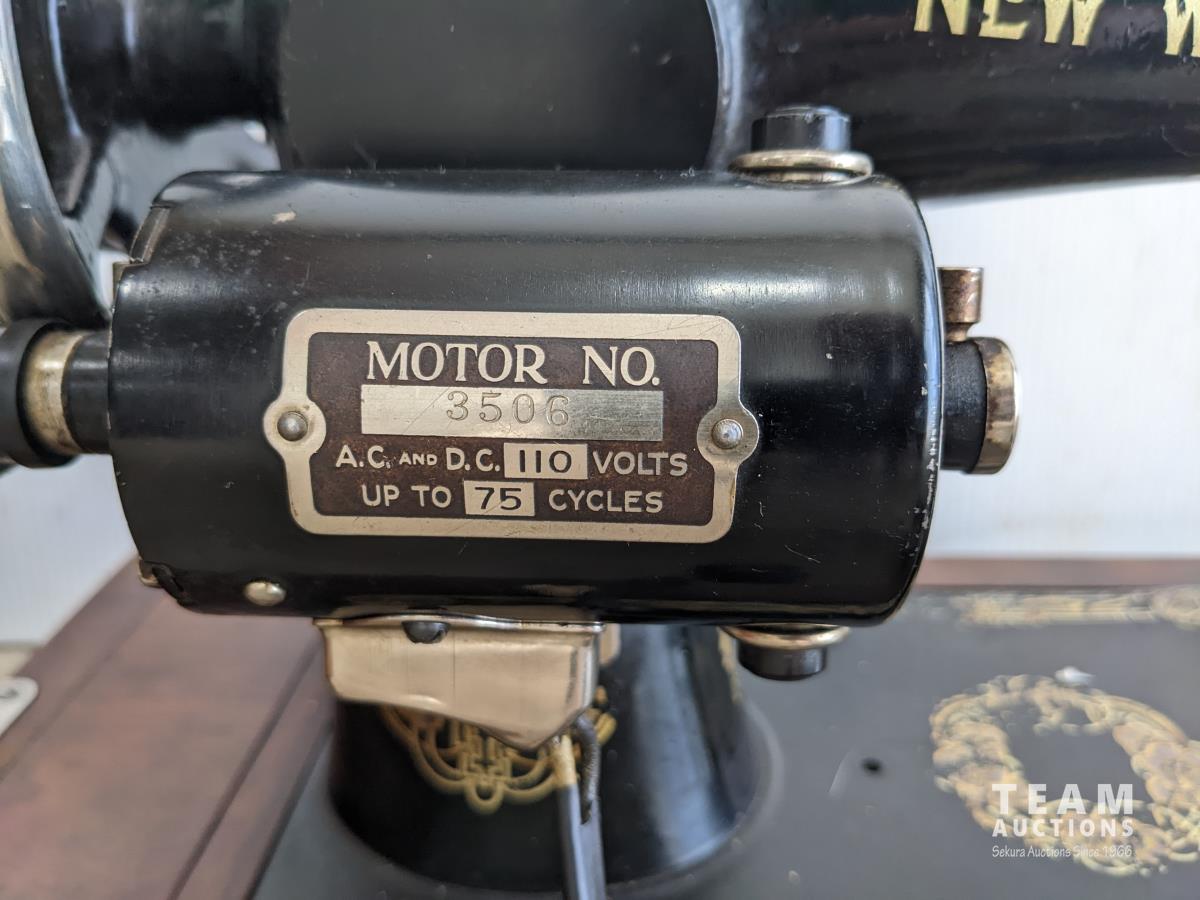 NEW W
MOTOR NO.
3506
A.C. AND D.C. 110 VOLTS
UP TO 75 CYCLES
TEAM
AUCTIONS
Sekura Auctions Since 1966